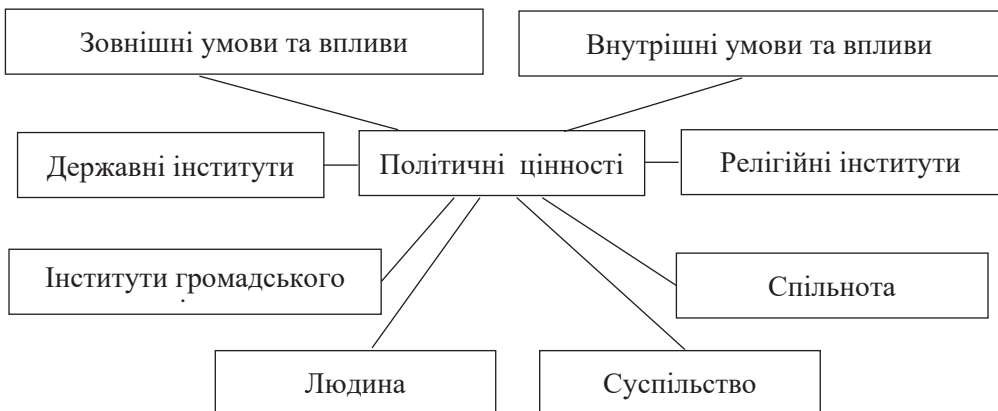 Зовнішні умови та впливи
Внутрішні умови та впливи
Державні інститути
Політичні цінності
Релігійні інститути
Інститути громадського
Спільнота
Людина
Суспільство